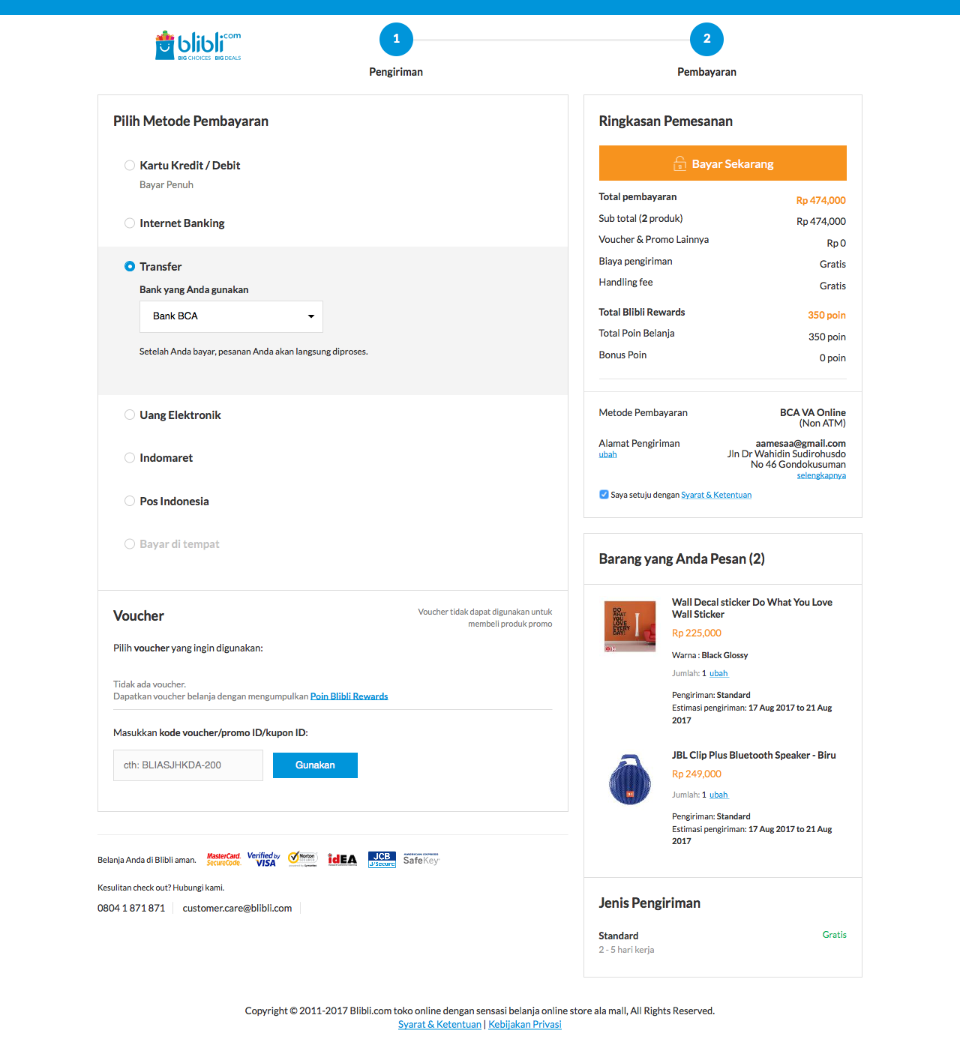 blibli.com
BIG CHOICES BIG DEALS
1
2
Pengiriman
Pembayaran
Pilih Metode Pembayaran
Kartu Kredit / Debit
Bayar Penuh
Internet Banking
Transfer
Bank yang Anda gunakan
Bank BCA
Setelah Anda bayar, pesanan Anda akan langsung diproses.
Uang Elektronik
Indomaret
Pos Indonesia
Bayar di tempat
Voucher
Voucher tidak dapat digunakan untuk
membeli produk promo
Pilih voucher yang ingin digunakan:
Tidak ada voucher.
Dapatkan voucher belanja dengan mengumpulkan Poin Blibli Rewards
Masukkan kode voucher/promo ID/kupon ID:
cth: BLIASJHKDA-200
Gunakan
Belanja Anda di Blibli aman. MasterCard. SecureCode. Verified by VISA Norton idEA JCB J/Secure SafeKey
Kesulitan check out? Hubungi kami.
0804 1 871 871 customer.care@blibli.com
Ringkasan Pemesanan
Bayar Sekarang
Total pembayaran Rp 474,000
Sub total (2 produk) Rp 474,000
Voucher & Promo Lainnya Rp 0
Biaya pengiriman Gratis
Handling fee Gratis
Total Blibli Rewards 350 poin
Total Poin Belanja 350 poin
Bonus Poin 0 poin
Metode Pembayaran BCA VA Online
(Non ATM)
Alamat Pengiriman aamesaa@gmail.com
ubah Jln Dr Wahidin Sudirohusdo
No 46 Gondokusuman
selengkapnya
Saya setuju dengan Syarat & Ketentuan
Barang yang Anda Pesan (2)
DO
WHAT
YOU
LOVE
EVERY
DAY!
Wall Decal sticker Do What You Love
Wall Sticker
Rp 225,000
Warna : Black Glossy
Jumlah: 1 ubah
Pengiriman: Standard
Estimasi pengiriman: 17 Aug 2017 to 21 Aug
2017
JBL Clip Plus Bluetooth Speaker - Biru
Rp 249,000
Jumlah: 1 ubah
Pengiriman: Standard
Estimasi pengiriman: 17 Aug 2017 to 21 Aug
2017
Jenis Pengiriman
Standard Gratis
2 - 5 hari kerja
Copyright © 2011-2017 Blibli.com toko online dengan sensasi belanja online store ala mall, All Rights Reserved.
Syarat & Ketentuan | Kebijakan Privasi